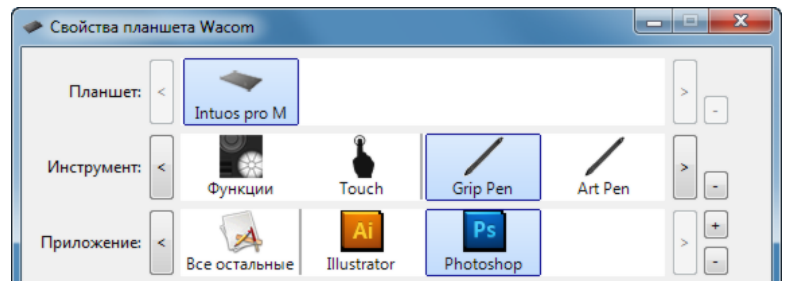 Свойства планшета Wacom
Планшет: < Intuos pro M > -
Инструмент: < Функции Touch Grip Pen Art Pen > -
Ai Ps
Приложение: < Все остальные Illustrator Photoshop > + -